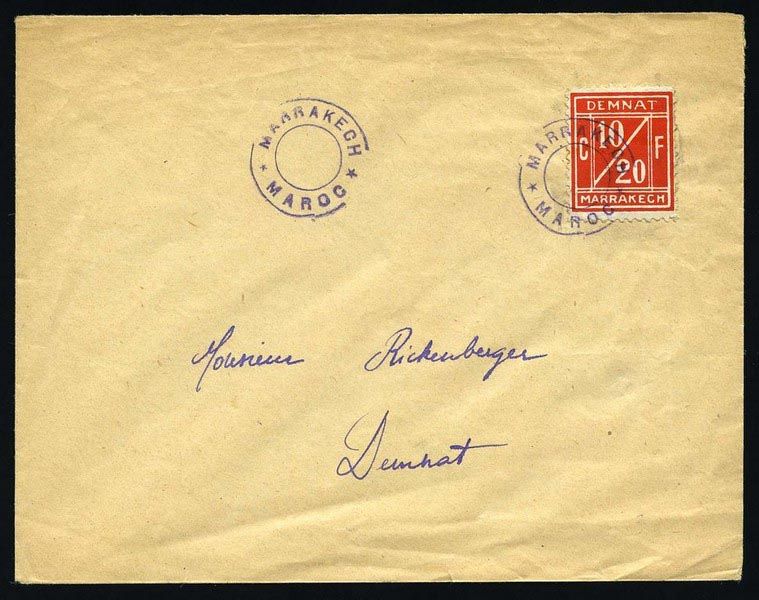 MARRAKECH
★ MAROC ★
MARRAKECH
★ MAROC
DEMNAT
C 10/20 F
MARRAKECH
Monsieur Rickenberger
Demnat